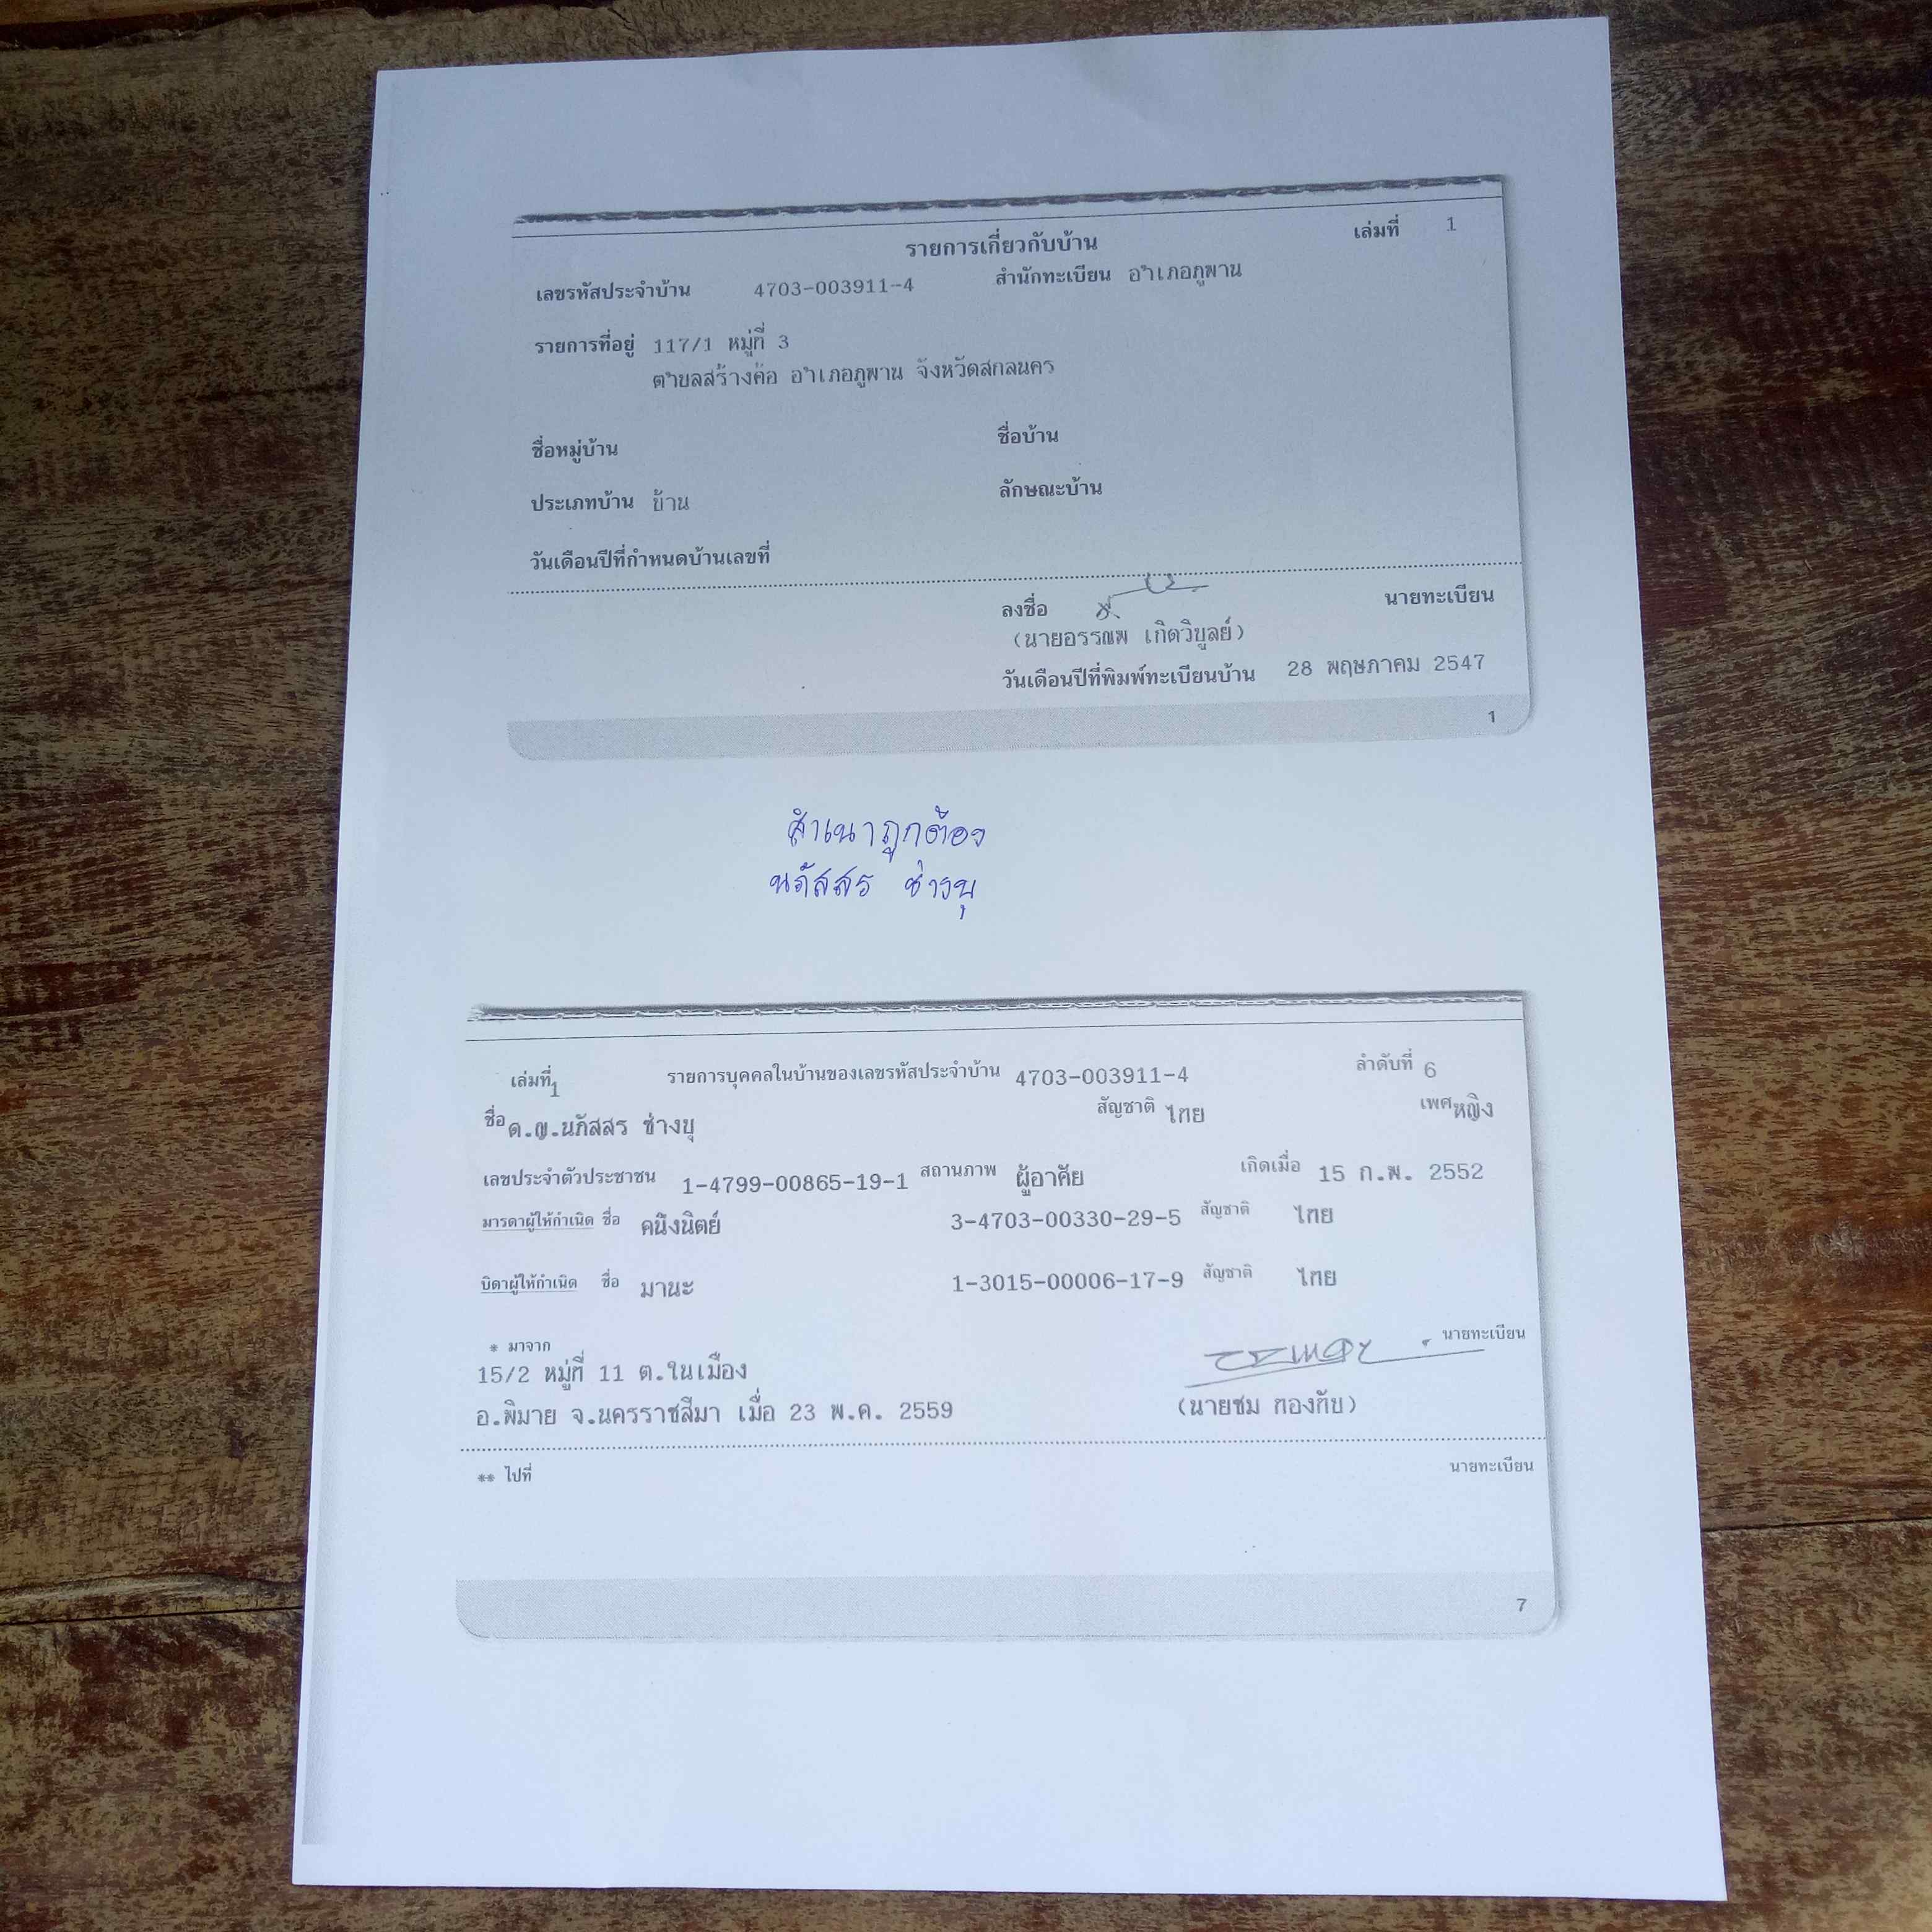 รายการเกี่ยวกับบ้าน เล่มที่ 1
เลขรหัสประจำบ้าน 4703-003911-4 สำนักทะเบียน อำเภอภูพาน
รายการที่อยู่ 117/1 หมู่ที่ 3
ตำบลสร้างค้อ อำเภอภูพาน จังหวัดสกลนคร
ชื่อหมู่บ้าน ชื่อบ้าน
ประเภทบ้าน บ้าน ลักษณะบ้าน
วันเดือนปีที่กำหนดบ้านเลขที่
ลงชื่อ นายทะเบียน
(นายอรรณพ เกิดวิบูลย์)
วันเดือนปีที่พิมพ์ทะเบียนบ้าน 28 พฤษภาคม 2547
1
สำเนาถูกต้อง
นภัสสร ช่างบุ
เล่มที่ 1 รายการบุคคลในบ้านของเลขรหัสประจำบ้าน 4703-003911-4 ลำดับที่ 6
ชื่อ ด.ญ.นภัสสร ช่างบุ สัญชาติ ไทย เพศ หญิง
เลขประจำตัวประชาชน 1-4799-00865-19-1 สถานภาพ ผู้อาศัย เกิดเมื่อ 15 ก.พ. 2552
มารดาผู้ให้กำเนิด ชื่อ คนึงนิตย์ 3-4703-00330-29-5 สัญชาติ ไทย
บิดาผู้ให้กำเนิด ชื่อ มานะ 1-3015-00006-17-9 สัญชาติ ไทย
* มาจาก นายทะเบียน
15/2 หมู่ที่ 11 ต.ในเมือง
อ.พิมาย จ.นครราชสีมา เมื่อ 23 พ.ค. 2559 (นายชม ทองทับ)
** ไปที่ นายทะเบียน
7